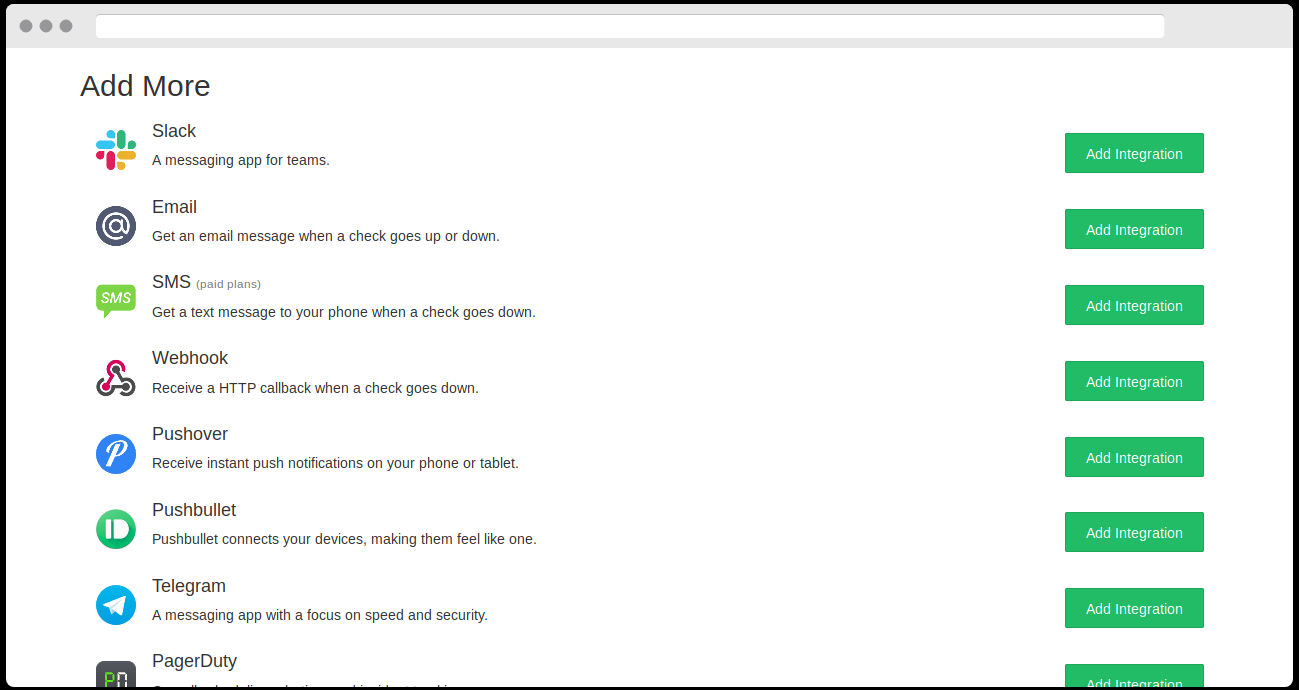 Add More
Slack
A messaging app for teams.
Add Integration
Email
Get an email message when a check goes up or down.
Add Integration
SMS (paid plans)
SMS
Get a text message to your phone when a check goes down.
Add Integration
Webhook
Receive a HTTP callback when a check goes down.
Add Integration
Pushover
Receive instant push notifications on your phone or tablet.
Add Integration
Pushbullet
Pushbullet connects your devices, making them feel like one.
Add Integration
Telegram
A messaging app with a focus on speed and security.
Add Integration
PagerDuty
Add Integration